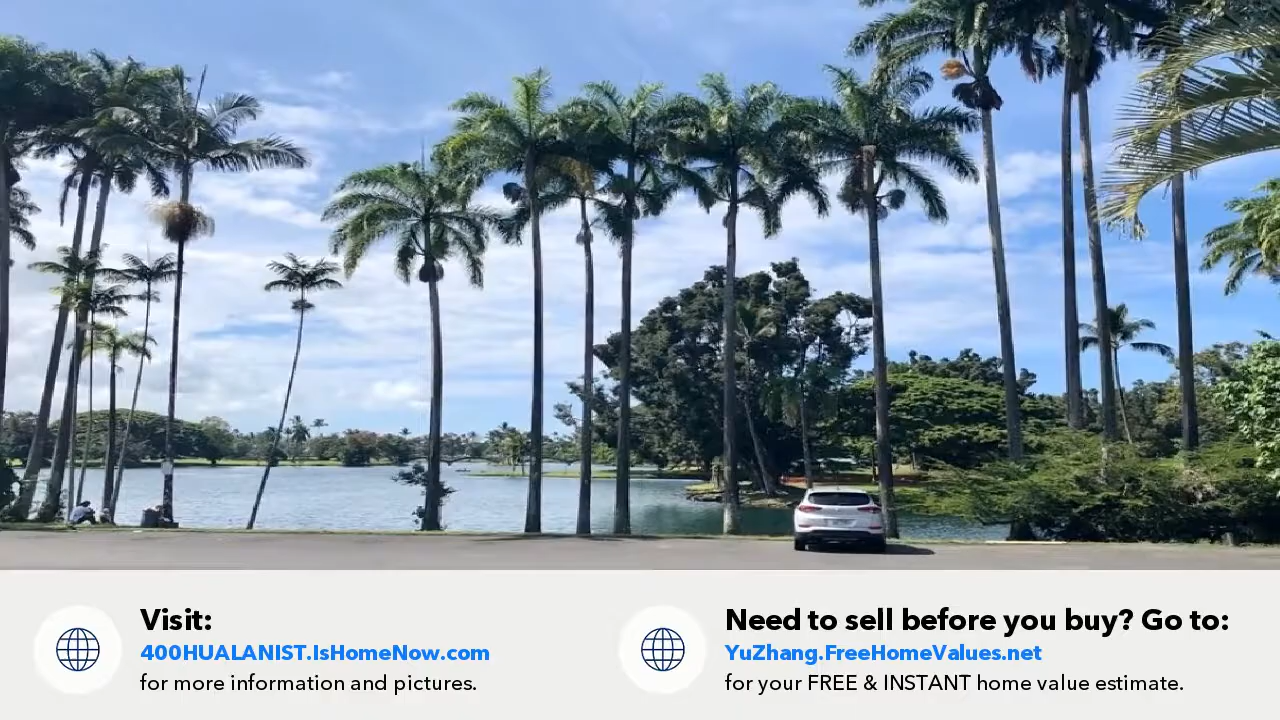 Visit:
400HUALANIST.IsHomeNow.com
for more information and pictures.
Need to sell before you buy? Go to:
YuZhang.FreeHomeValues.net
for your FREE & INSTANT home value estimate.